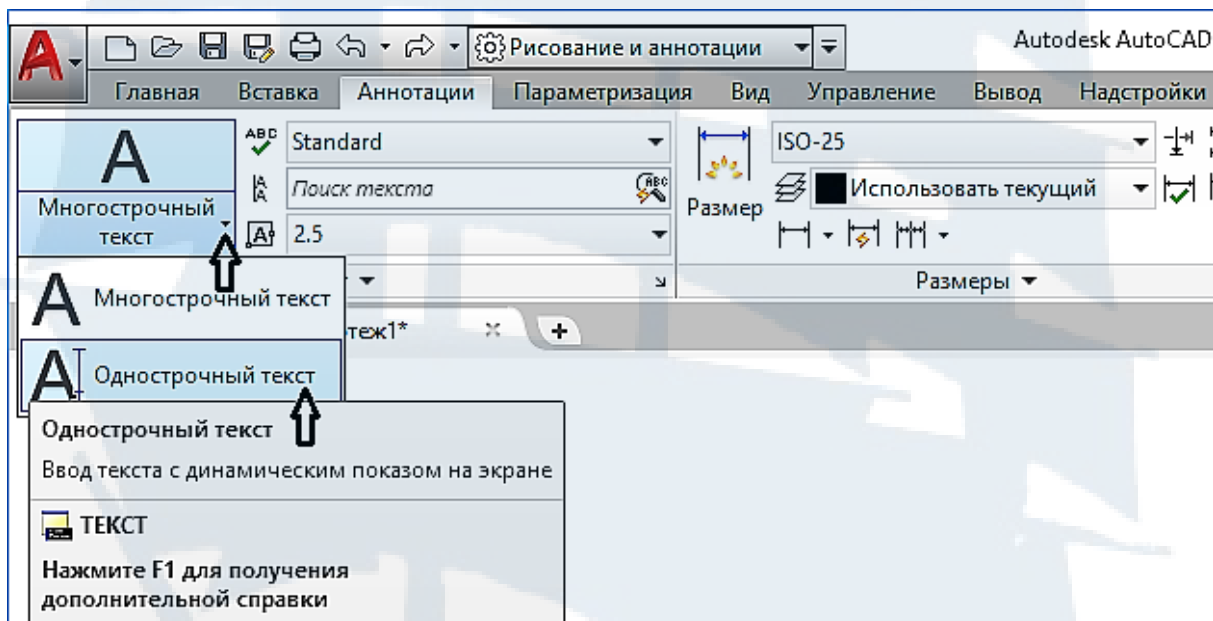 Рисование и аннотации
Autodesk AutoCAD
Главная Вставка Аннотации Параметризация Вид Управление Вывод Надстройки
A ABC Standard ISO-25
A A Поиск текста ABC Использовать текущий
Многострочный текст
A 2.5
Размер
Размеры
A Многострочный текст
теж1*
A Однострочный текст
Однострочный текст
Ввод текста с динамическим показом на экране
ТЕКСТ
Нажмите F1 для получения
дополнительной справки